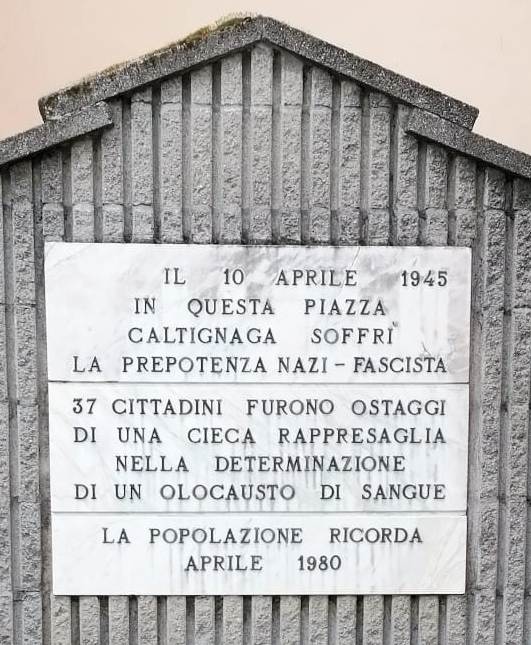 IL 10 APRILE 1945
IN QUESTA PIAZZA
CALTIGNAGA SOFFRÌ
LA PREPOTENZA NAZI-FASCISTA
37 CITTADINI FURONO OSTAGGI
DI UNA CIECA RAPPRESAGLIA
NELLA DETERMINAZIONE
DI UN OLOCAUSTO DI SANGUE
LA POPOLAZIONE RICORDA
APRILE 1980